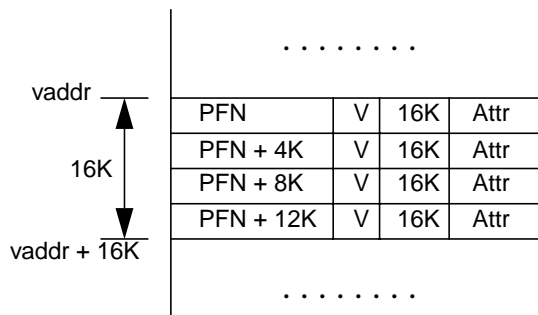 . . . . . . . .
vaddr
PFN V 16K Attr
PFN + 4K V 16K Attr
16K
PFN + 8K V 16K Attr
PFN + 12K V 16K Attr
vaddr + 16K
. . . . . . . .